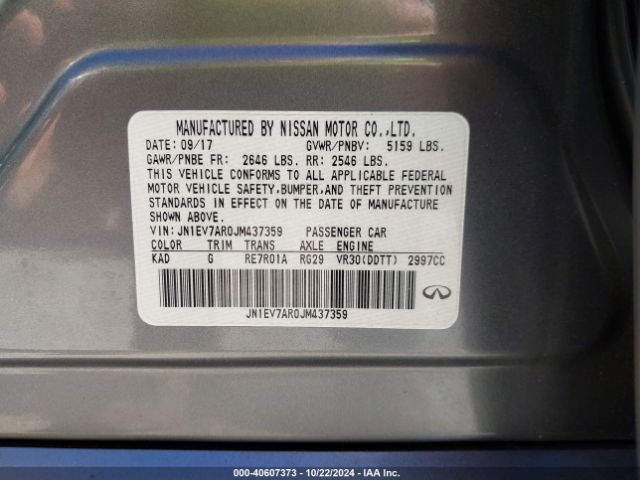 MANUFACTURED BY NISSAN MOTOR CO.,LTD.
DATE: 09/17 GVWR/PNBV: 5159 LBS.
GAWR/PNBE FR: 2646 LBS. RR: 2546 LBS.
THIS VEHICLE CONFORMS TO ALL APPLICABLE FEDERAL
MOTOR VEHICLE SAFETY,BUMPER,AND THEFT PREVENTION
STANDARDS IN EFFECT ON THE DATE OF MANUFACTURE
SHOWN ABOVE.
VIN:JN1EV7AR0JM437359 PASSENGER CAR
COLOR TRIM TRANS AXLE ENGINE
KAD G RE7R01A RG29 VR30(DDTT) 2997CC
JN1EV7AR0JM437359
INFINITI
000-40607373 - 10/22/2024 - IAA Inc.